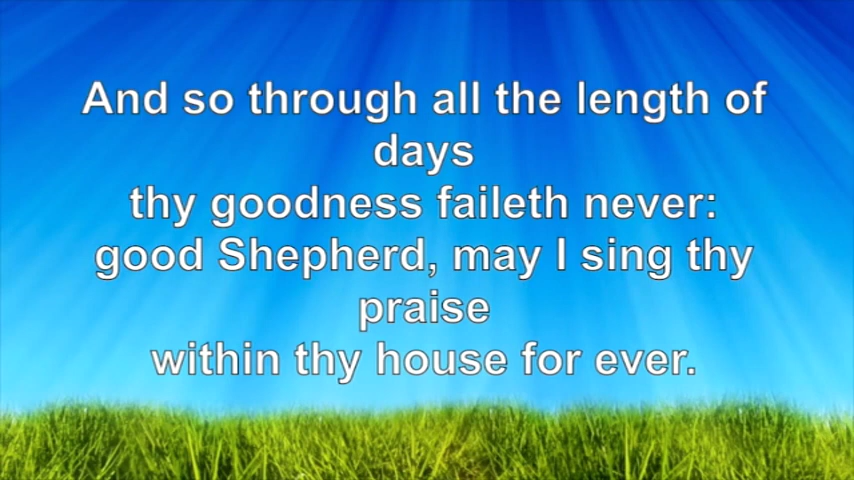 And so through all the length of
days
thy goodness faileth never:
good Shepherd, may I sing thy
praise
within thy house for ever.